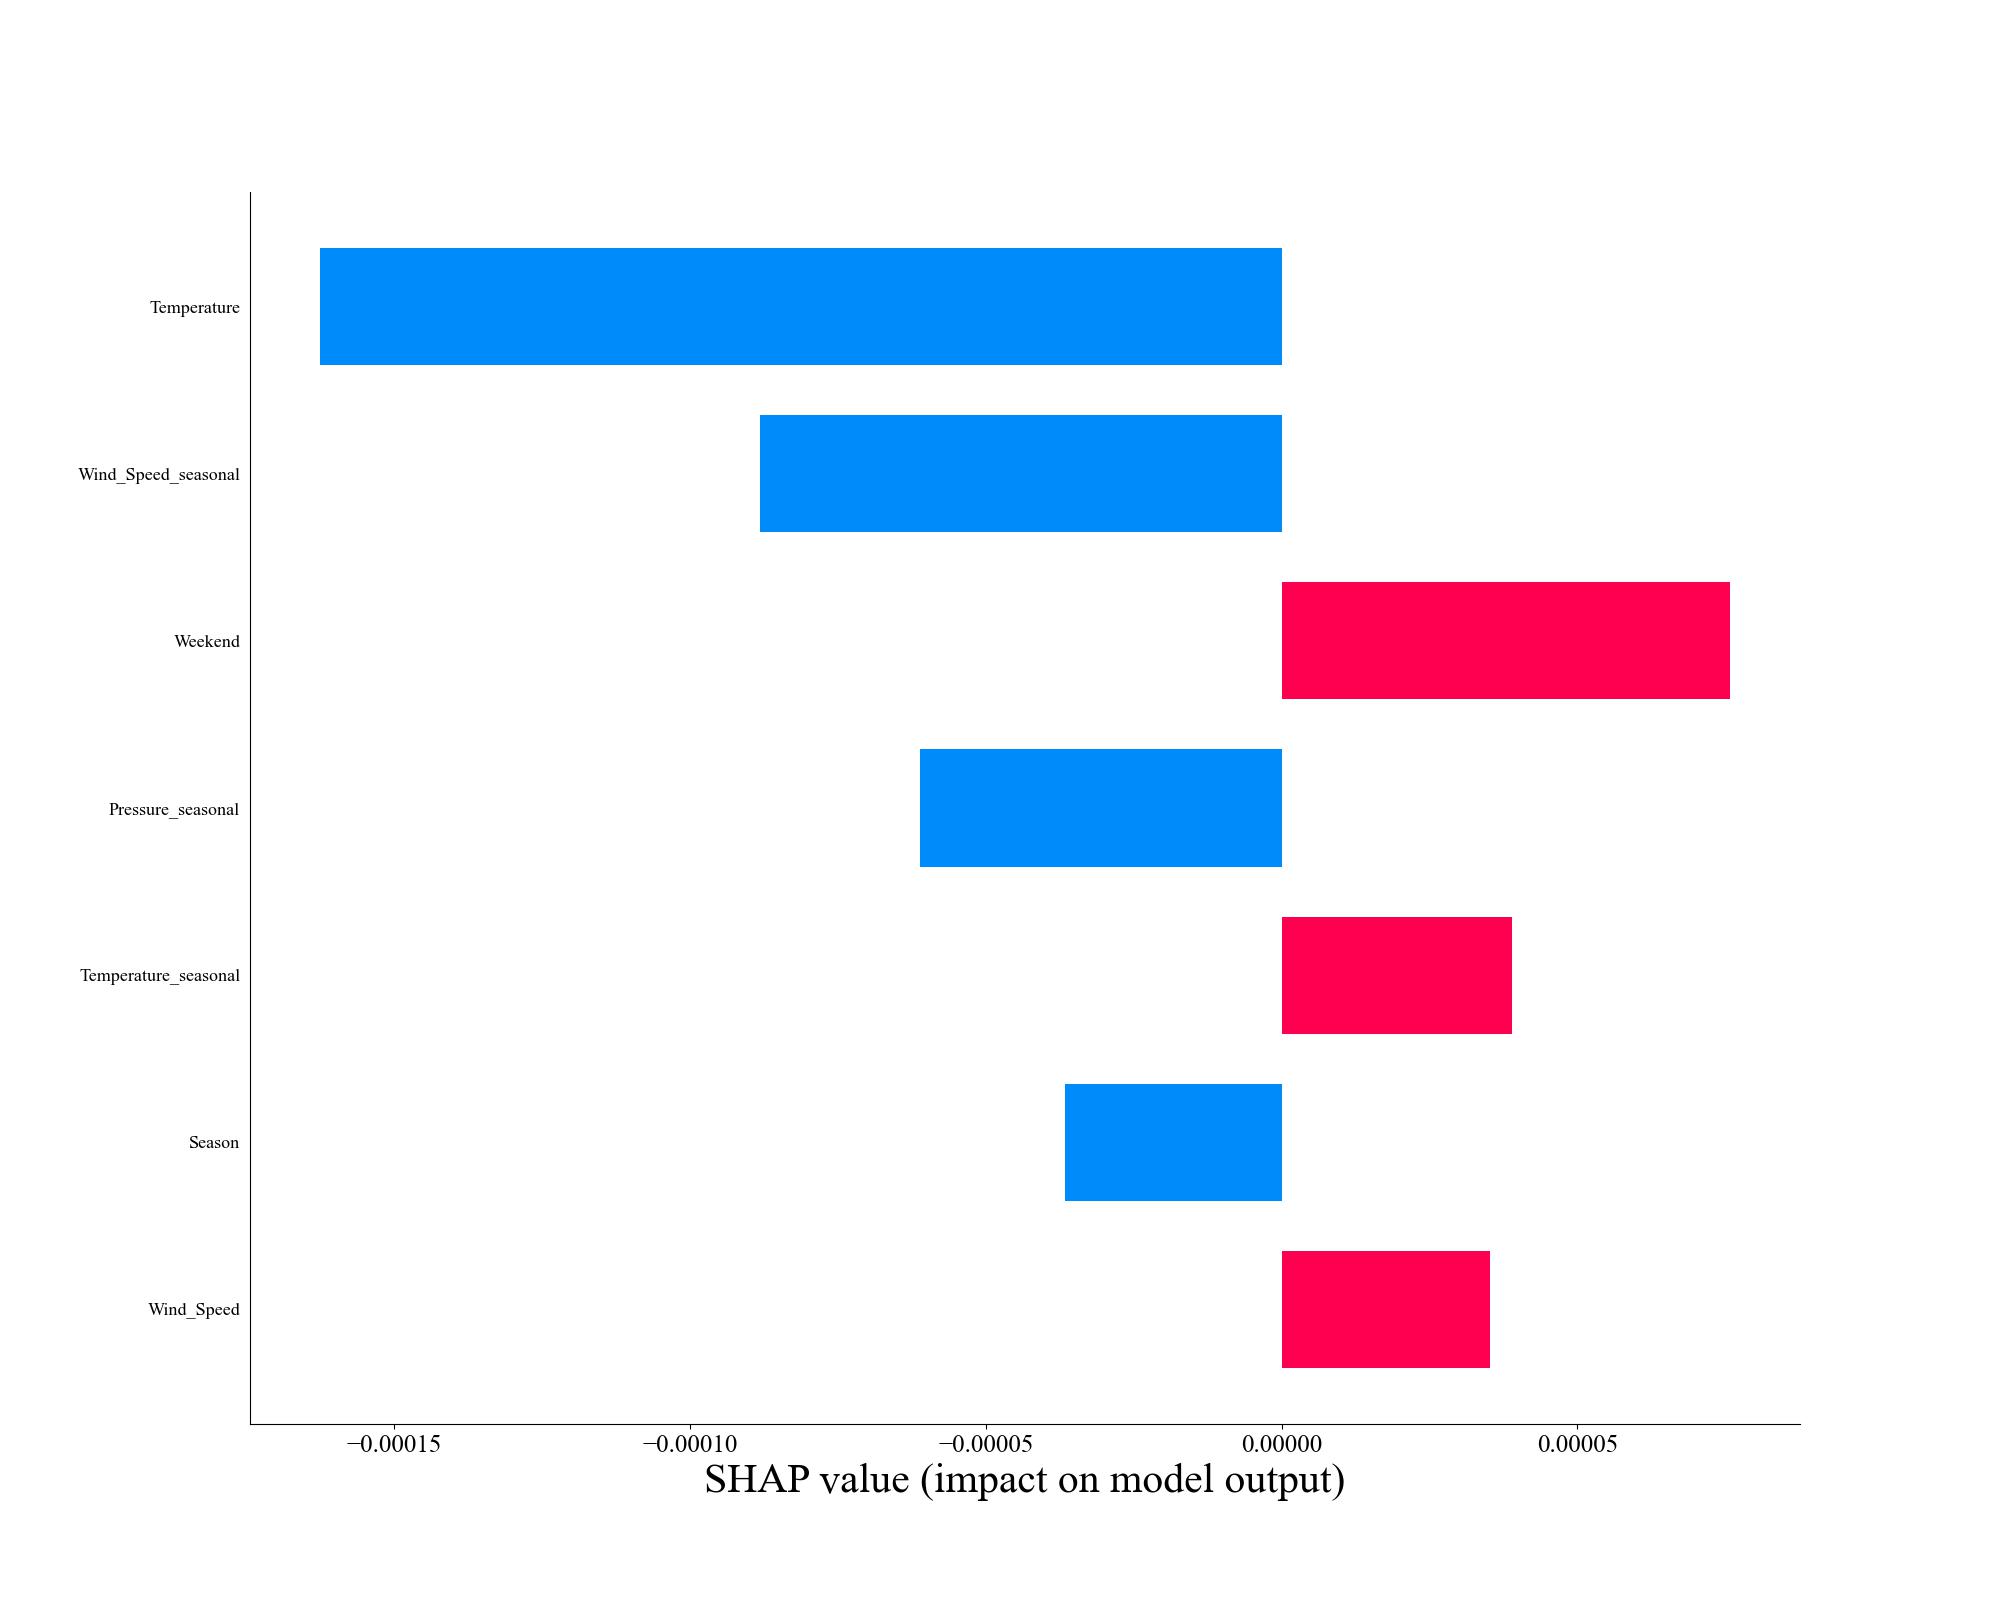 Temperature
Wind_Speed_seasonal
Weekend
Pressure_seasonal
Temperature_seasonal
Season
Wind_Speed
−0.00015 −0.00010 −0.00005 0.00000 0.00005
SHAP value (impact on model output)